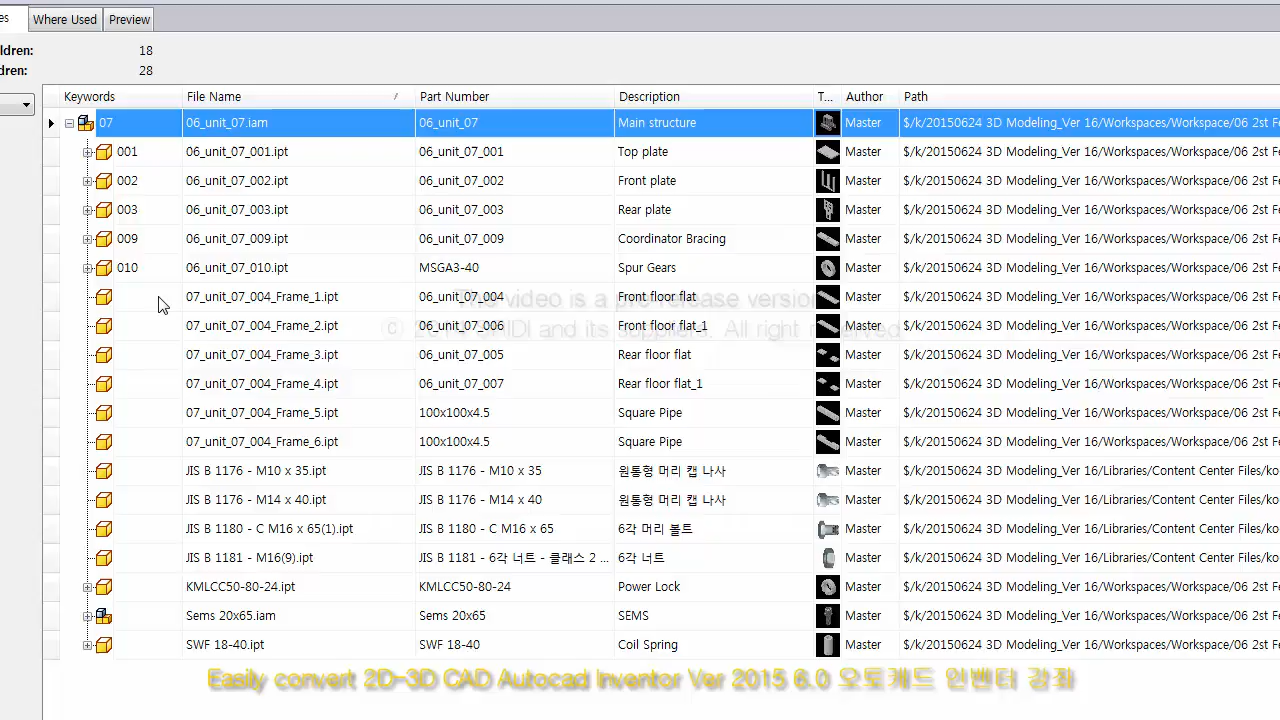 es Where Used Preview
ldren: 18
dren: 28
Keywords File Name / Part Number Description T... Author Path
07 06_unit_07.iam 06_unit_07 Main structure Master $/k/20150624 3D Modeling_Ver 16/Workspaces/Workspace/06 2st Fe
001 06_unit_07_001.ipt 06_unit_07_001 Top plate Master $/k/20150624 3D Modeling_Ver 16/Workspaces/Workspace/06 2st Fe
002 06_unit_07_002.ipt 06_unit_07_002 Front plate Master $/k/20150624 3D Modeling_Ver 16/Workspaces/Workspace/06 2st Fe
003 06_unit_07_003.ipt 06_unit_07_003 Rear plate Master $/k/20150624 3D Modeling_Ver 16/Workspaces/Workspace/06 2st Fe
009 06_unit_07_009.ipt 06_unit_07_009 Coordinator Bracing Master $/k/20150624 3D Modeling_Ver 16/Workspaces/Workspace/06 2st Fe
010 06_unit_07_010.ipt MSGA3-40 Spur Gears Master $/k/20150624 3D Modeling_Ver 16/Workspaces/Workspace/06 2st Fe
07_unit_07_004_Frame_1.ipt 06_unit_07_004 Front floor flat Master $/k/20150624 3D Modeling_Ver 16/Workspaces/Workspace/06 2st Fe
The video is a pre-release version
07_unit_07_004_Frame_2.ipt 06_unit_07_006 Front floor flat_1 Master $/k/20150624 3D Modeling_Ver 16/Workspaces/Workspace/06 2st Fe
and its suppliers. All right reserved
07_unit_07_004_Frame_3.ipt 06_unit_07_005 Rear floor flat Master $/k/20150624 3D Modeling_Ver 16/Workspaces/Workspace/06 2st Fe
07_unit_07_004_Frame_4.ipt 06_unit_07_007 Rear floor flat_1 Master $/k/20150624 3D Modeling_Ver 16/Workspaces/Workspace/06 2st Fe
07_unit_07_004_Frame_5.ipt 100x100x4.5 Square Pipe Master $/k/20150624 3D Modeling_Ver 16/Workspaces/Workspace/06 2st Fe
07_unit_07_004_Frame_6.ipt 100x100x4.5 Square Pipe Master $/k/20150624 3D Modeling_Ver 16/Workspaces/Workspace/06 2st Fe
JIS B 1176 - M10 x 35.ipt JIS B 1176 - M10 x 35 원통형 머리 캡 나사 Master $/k/20150624 3D Modeling_Ver 16/Libraries/Content Center Files/ko
JIS B 1176 - M14 x 40.ipt JIS B 1176 - M14 x 40 원통형 머리 캡 나사 Master $/k/20150624 3D Modeling_Ver 16/Libraries/Content Center Files/ko
JIS B 1180 - C M16 x 65(1).ipt JIS B 1180 - C M16 x 65 6각 머리 볼트 Master $/k/20150624 3D Modeling_Ver 16/Libraries/Content Center Files/ko
JIS B 1181 - M16(9).ipt JIS B 1181 - 6각 너트 - 클래스 2 ... 6각 너트 Master $/k/20150624 3D Modeling_Ver 16/Libraries/Content Center Files/ko
KMLCC50-80-24.ipt KMLCC50-80-24 Power Lock Master $/k/20150624 3D Modeling_Ver 16/Workspaces/Workspace/06 2st Fe
Sems 20x65.iam Sems 20x65 SEMS Master $/k/20150624 3D Modeling_Ver 16/Workspaces/Workspace/06 2st Fe
SWF 18-40.ipt SWF 18-40 Coil Spring Master $/k/20150624 3D Modeling_Ver 16/Workspaces/Workspace/06 2st Fe
Easily convert 2D-3D CAD Autocad Inventor Ver 2015 6.0 오토캐드 인벤터 강좌